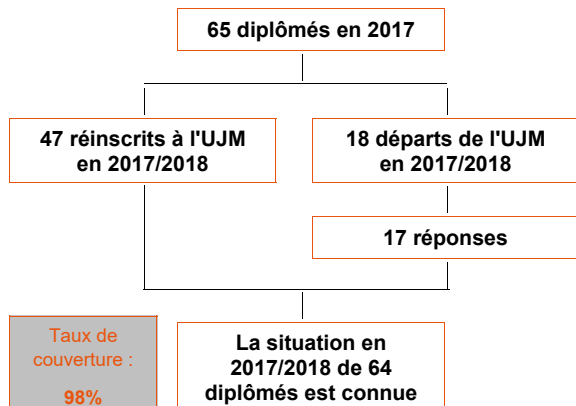 65 diplômés en 2017
47 réinscrits à l'UJM
en 2017/2018
18 départs de l'UJM
en 2017/2018
17 réponses
Taux de
couverture :
98%
La situation en
2017/2018 de 64
diplômés est connue